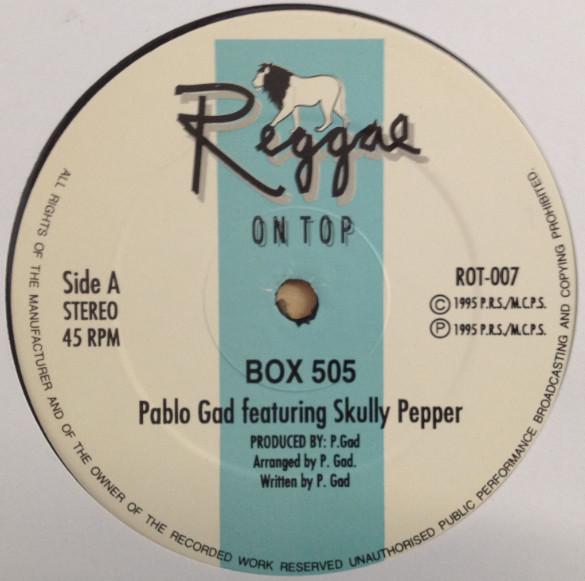 Reggae
ON TOP
Side A
STEREO
45 RPM
ROT-007
© 1995 P.R.S./M.C.P.S.
℗ 1995 P.R.S./M.C.P.S.
BOX 505
Pablo Gad featuring Skully Pepper
PRODUCED BY: P.Gad
Arranged by P. Gad.
Written by P. Gad
ALL RIGHTS OF THE MANUFACTURER AND OF THE OWNER OF THE RECORDED WORK RESERVED UNAUTHORISED PUBLIC PERFORMANCE BROADCASTING AND COPYING PROHIBITED.